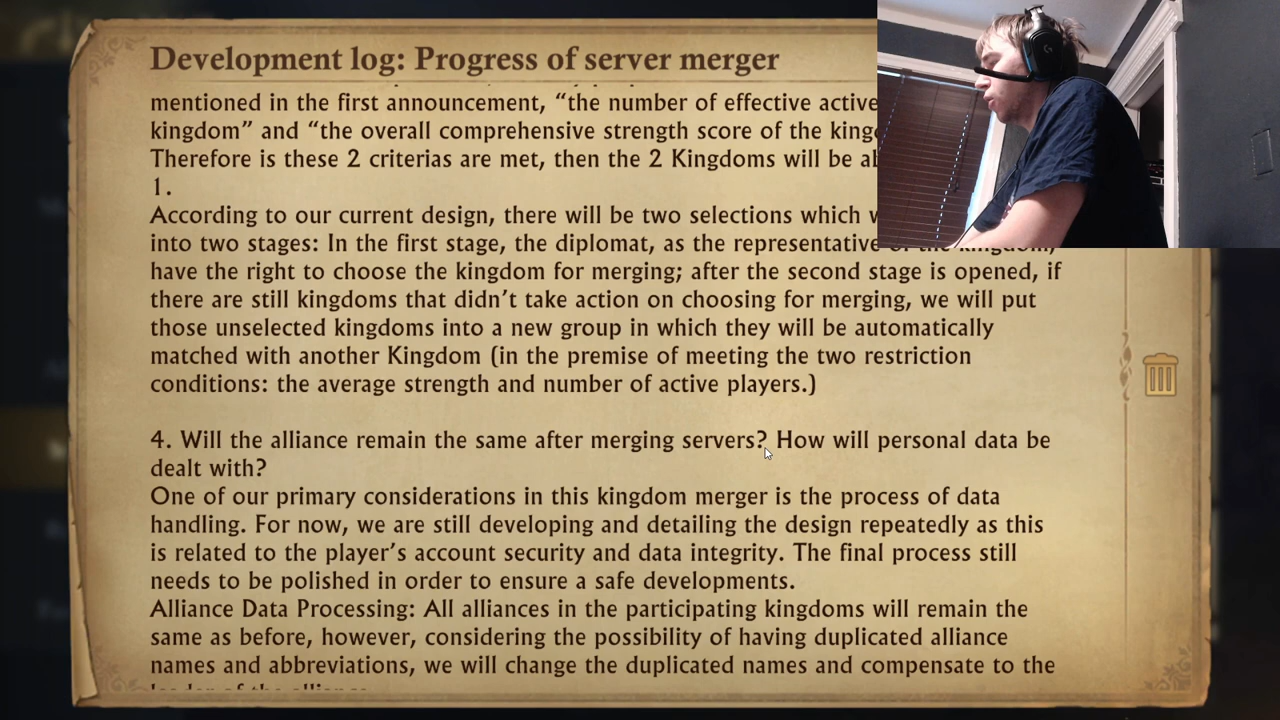 Development log: Progress of server merger
mentioned in the first announcement, “the number of effective active
kingdom” and “the overall comprehensive strength score of the
Therefore is these 2 criterias are met, then the 2 Kingdoms will be
1.
According to our current design, there will be two selections which
into two stages: In the first stage, the diplomat, as the representative of the kingdom,
have the right to choose the kingdom for merging; after the second stage is opened, if
there are still kingdoms that didn’t take action on choosing for merging, we will put
those unselected kingdoms into a new group in which they will be automatically
matched with another Kingdom (in the premise of meeting the two restriction
conditions: the average strength and number of active players.)
4. Will the alliance remain the same after merging servers? How will personal data be
dealt with?
One of our primary considerations in this kingdom merger is the process of data
handling. For now, we are still developing and detailing the design repeatedly as this
is related to the player’s account security and data integrity. The final process still
needs to be polished in order to ensure a safe developments.
Alliance Data Processing: All alliances in the participating kingdoms will remain the
same as before, however, considering the possibility of having duplicated alliance
names and abbreviations, we will change the duplicated names and compensate to the
leader of the alliance